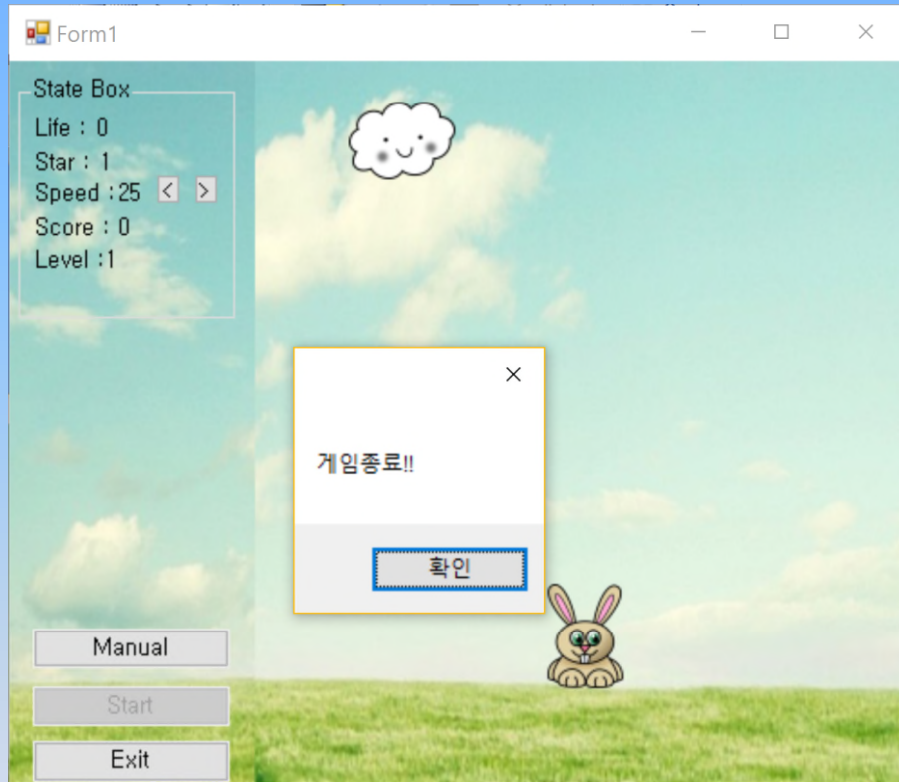 Form1
State Box
Life : 0
Star : 1
Speed :25 < >
Score : 0
Level :1
게임종료!!
확인
Manual
Start
Exit